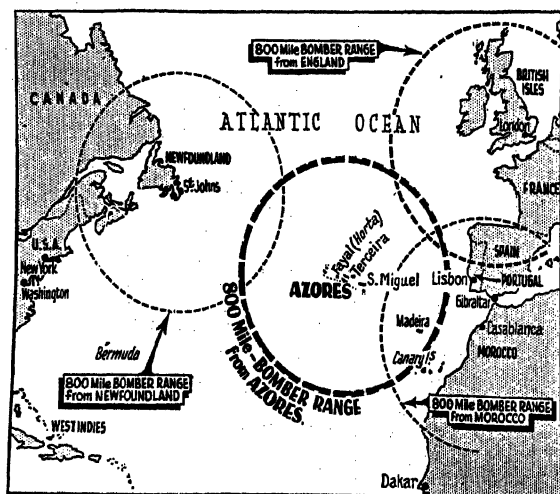 800 Mile BOMBER RANGE
from ENGLAND
BRITISH
ISLES
London
CANADA
ATLANTIC OCEAN
NEWFOUNDLAND
St. Johns
FRANCE
U.S.A.
New York
Washington
Fayal (Horta)
Terceira
S. Miguel
AZORES
SPAIN
Lisbon
PORTUGAL
Gibraltar
Madeira
Casablanca
MOROCCO
Canary Is
Bermuda
800 Mile-BOMBER RANGE
From AZORES.
800 Mile BOMBER RANGE
from NEWFOUNDLAND
800 Mile BOMBER RANGE
from MOROCCO
WEST INDIES
Dakar